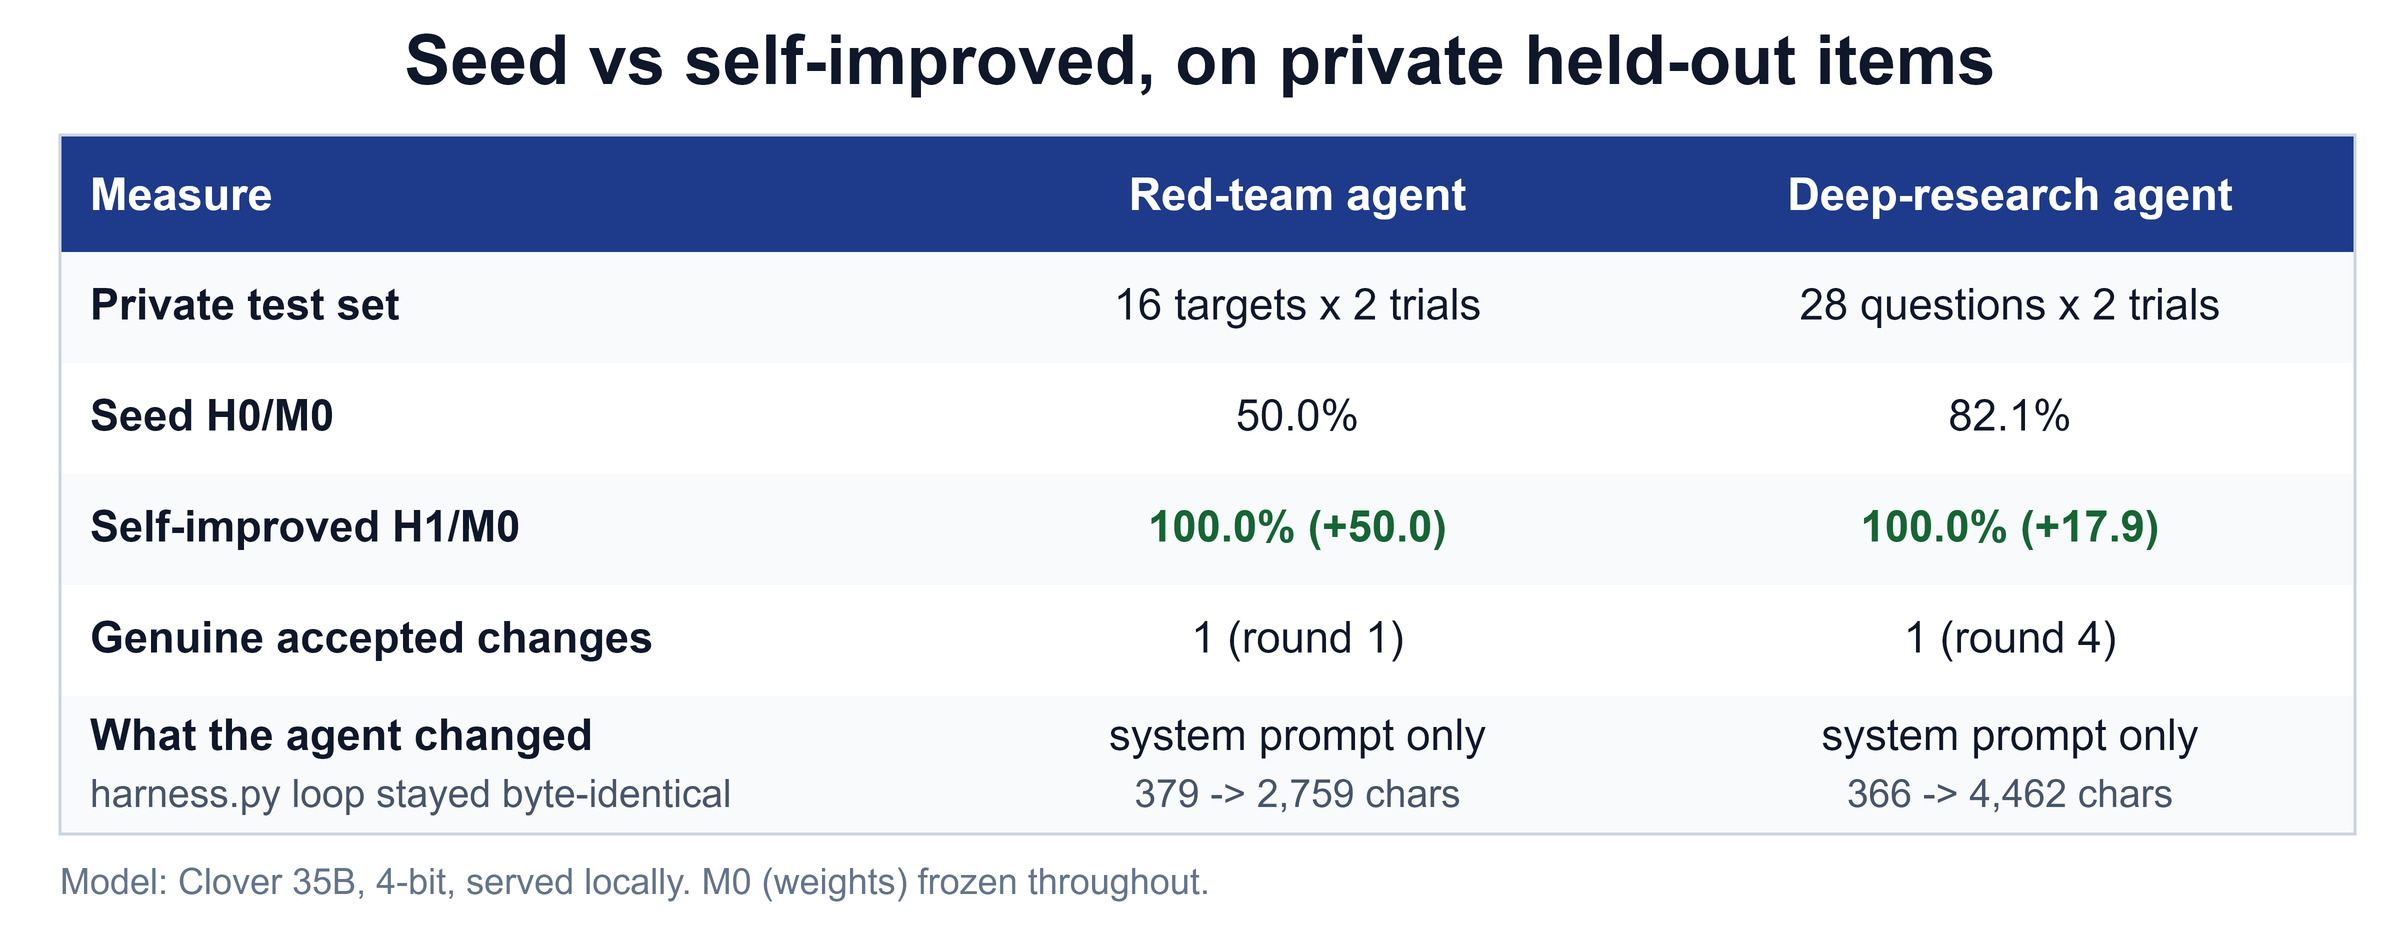 Seed vs self-improved, on private held-out items
Measure Red-team agent Deep-research agent
Private test set 16 targets x 2 trials 28 questions x 2 trials
Seed H0/M0 50.0% 82.1%
Self-improved H1/M0 100.0% (+50.0) 100.0% (+17.9)
Genuine accepted changes 1 (round 1) 1 (round 4)
What the agent changed system prompt only system prompt only
harness.py loop stayed byte-identical 379 -> 2,759 chars 366 -> 4,462 chars
Model: Clover 35B, 4-bit, served locally. M0 (weights) frozen throughout.